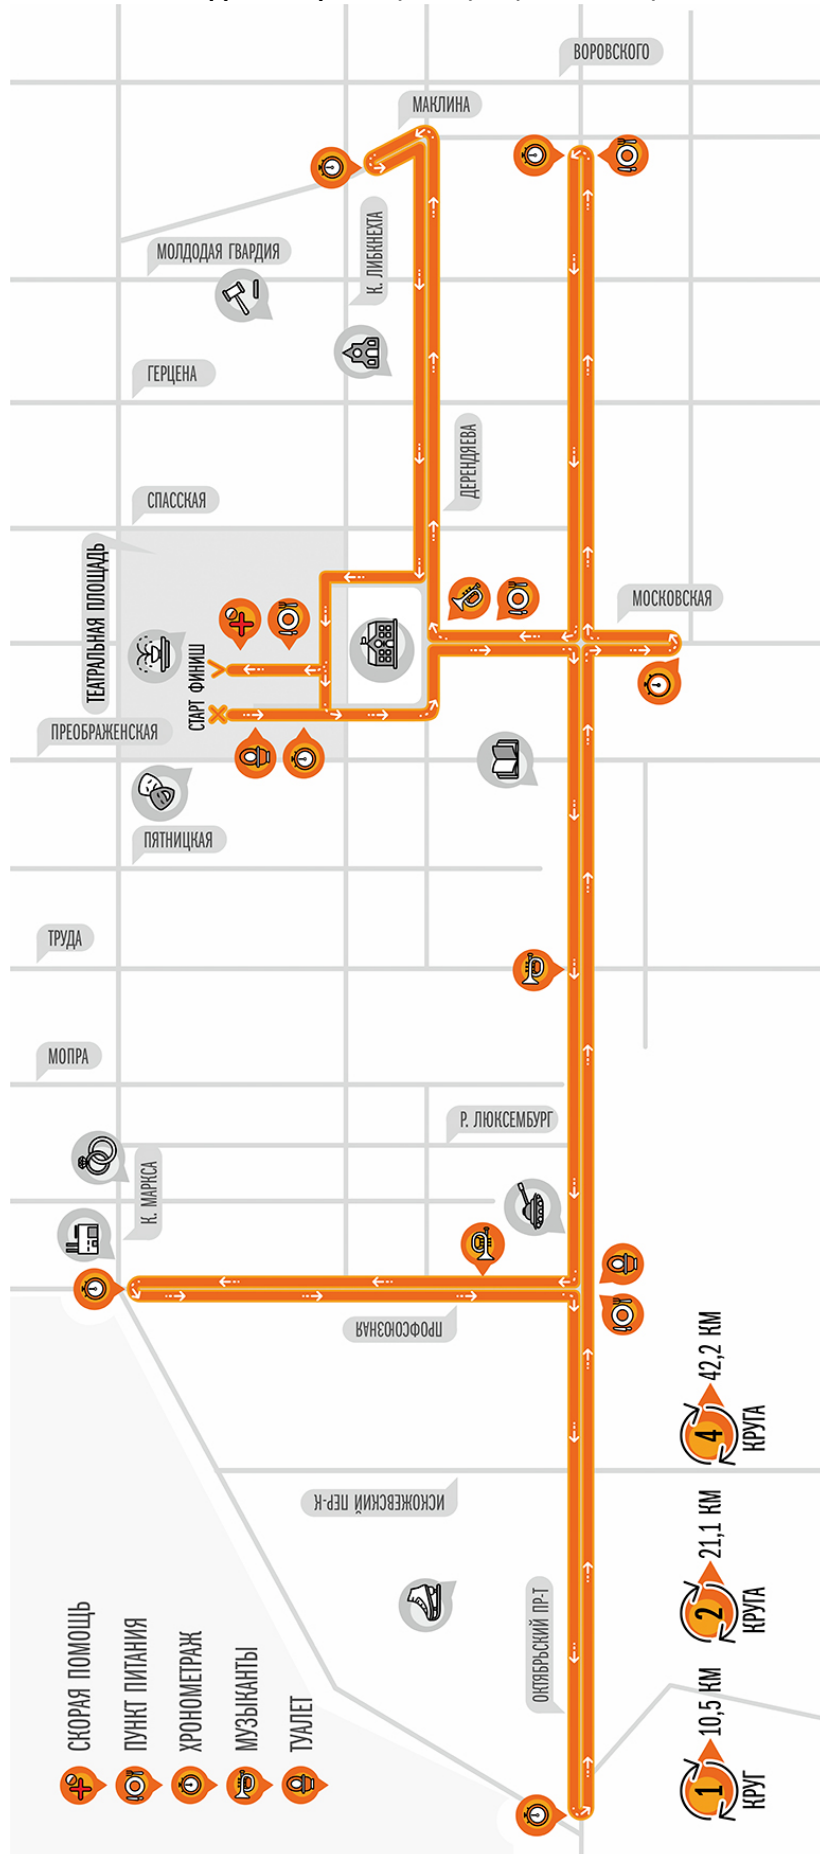 ВОРОВСКОГО
МАКЛИНА
МОЛДОДАЯ ГВАРДИЯ
К. ЛИБКНЕХТА
ГЕРЦЕНА
ДЕРЕНДЯЕВА
СПАССКАЯ
ТЕАТРАЛЬНАЯ ПЛОЩАДЬ
МОСКОВСКАЯ
СТАРТ
ФИНИШ
ПРЕОБРАЖЕНСКАЯ
ПЯТНИЦКАЯ
ТРУДА
МОПРА
Р. ЛЮКСЕМБУРГ
К. МАРКСА
ПРОФСОЮЗНАЯ
ИСКОЖЕВСКИЙ ПЕР-К
ОКТЯБРЬСКИЙ ПР-Т
СКОРАЯ ПОМОЩЬ
ПУНКТ ПИТАНИЯ
ХРОНОМЕТРАЖ
МУЗЫКАНТЫ
ТУАЛЕТ
1 10,5 КМ
КРУГ
2 21,1 КМ
КРУГА
4 42,2 КМ
КРУГА